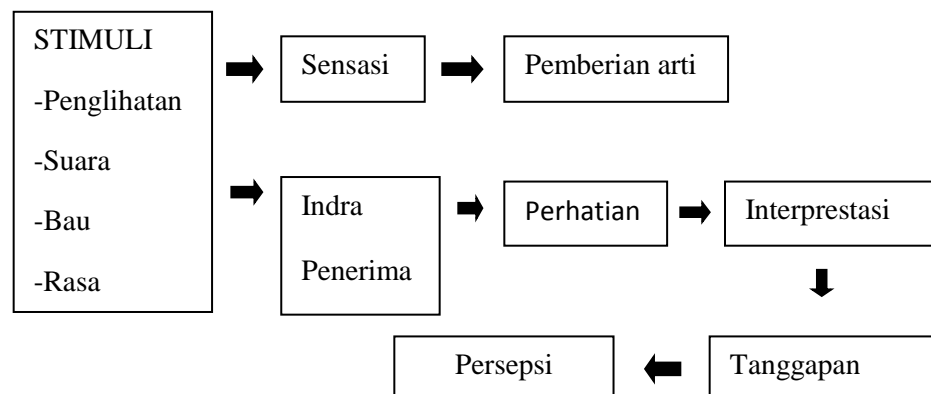 STIMULI
-Penglihatan
-Suara
-Bau
-Rasa
Sensasi
Pemberian arti
Indra
Penerima
Perhatian
Interprestasi
Tanggapan
Persepsi